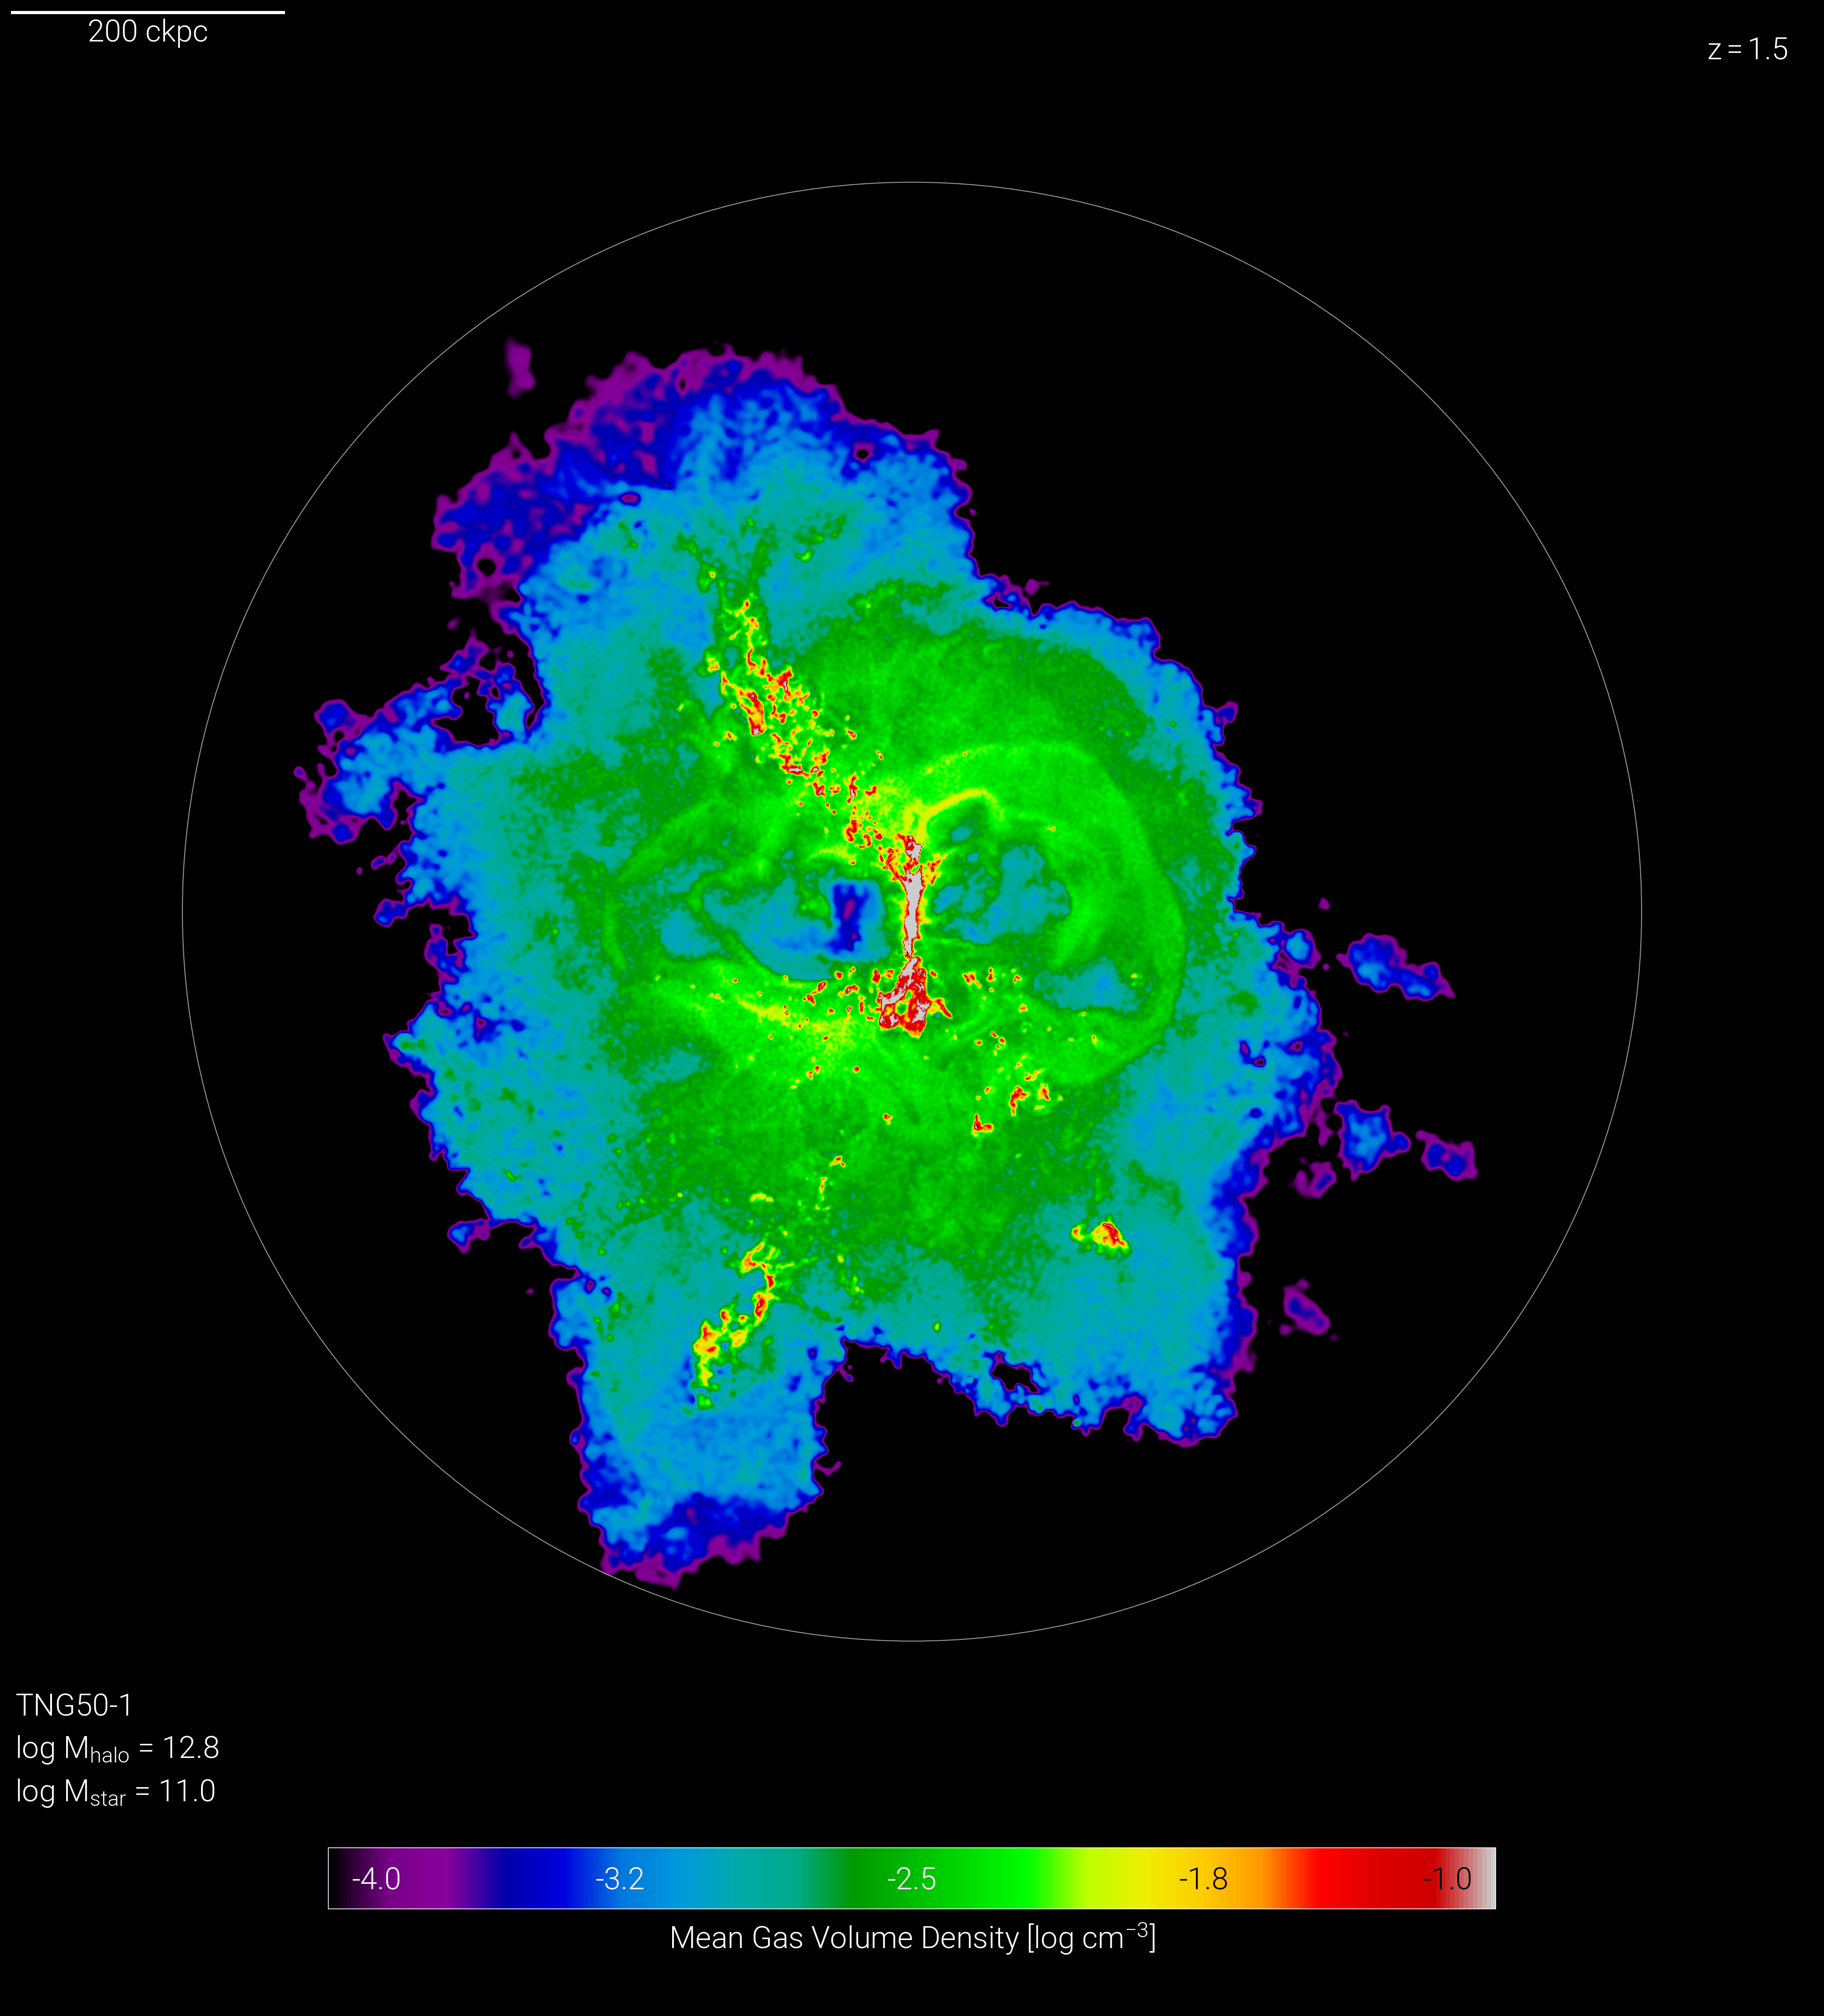 200 ckpc
z = 1.5
TNG50-1
log Mhalo = 12.8
log Mstar = 11.0
-4.0 -3.2 -2.5 -1.8 -1.0
Mean Gas Volume Density [log cm⁻³]